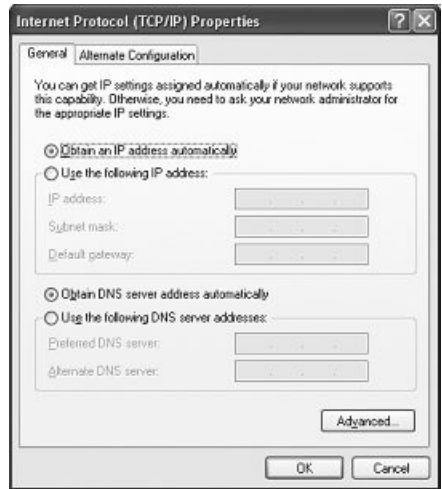 Internet Protocol (TCP/IP) Properties
General Alternate Configuration
You can get IP settings assigned automatically if your network supports
this capability. Otherwise, you need to ask your network administrator for
the appropriate IP settings.
Obtain an IP address automatically
Use the following IP address:
IP address:
Subnet mask:
Default gateway:
Obtain DNS server address automatically
Use the following DNS server addresses:
Preferred DNS server:
Alternate DNS server:
Advanced...
OK Cancel